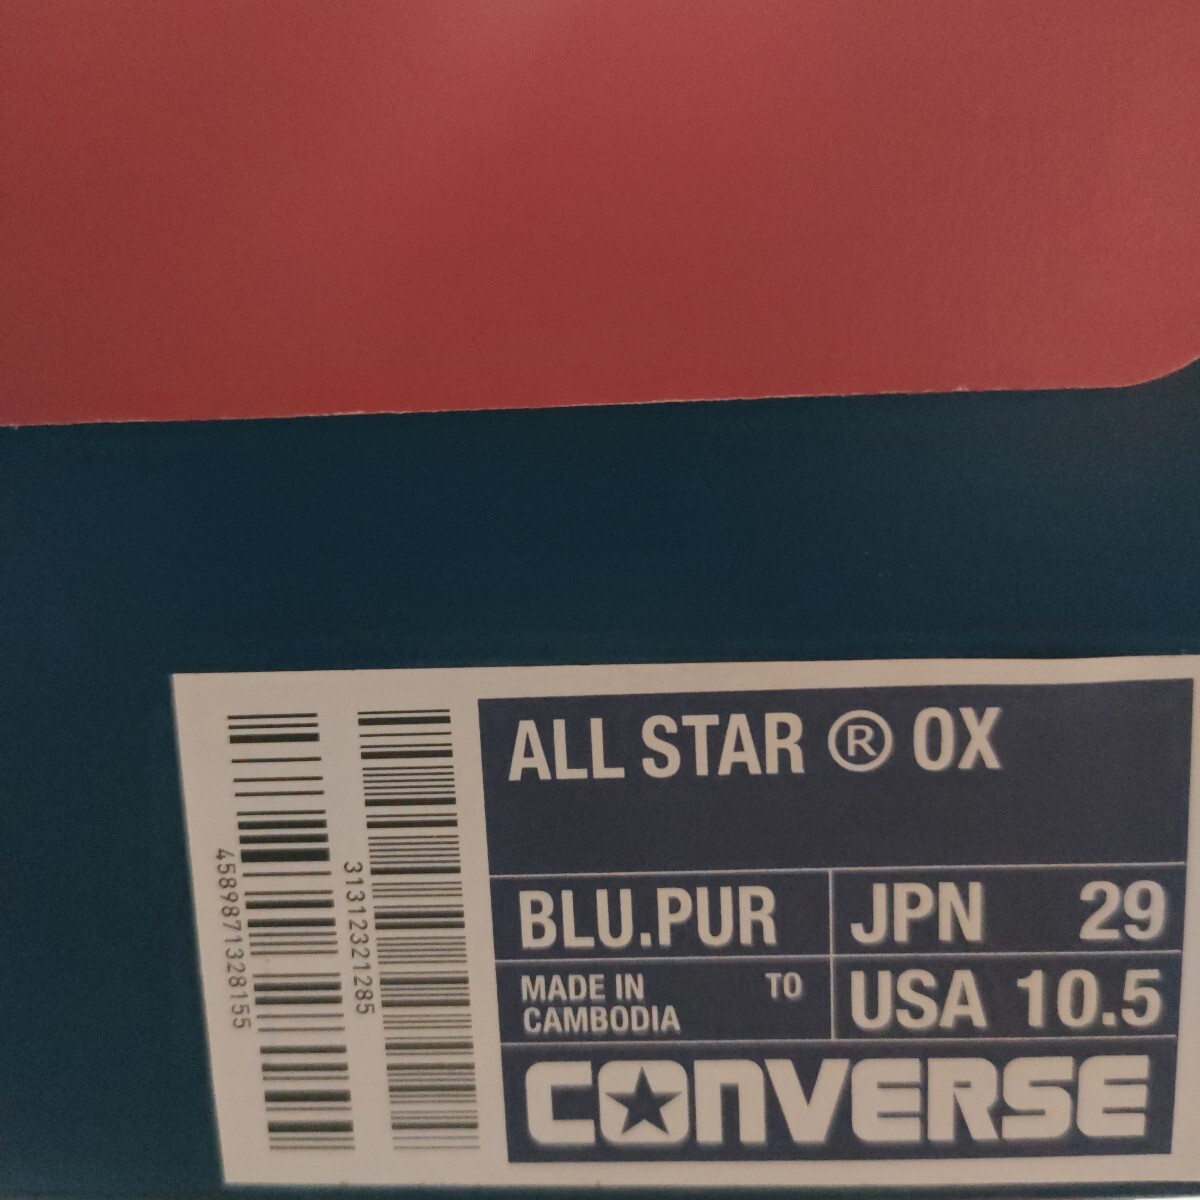 ALL STAR ® OX
BLU.PUR
JPN 29
MADE IN CAMBODIA
TO
USA 10.5
CONVERSE
4589871328155
31312321285